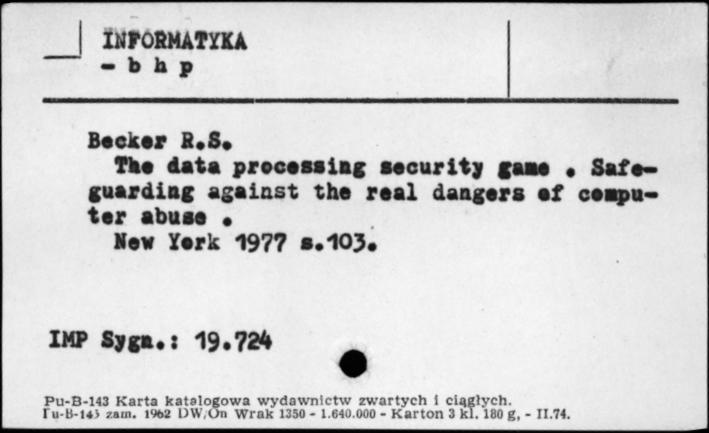 INFORMATYKA
- b h p
Becker R.S.
The data processing security game . Safe-
guarding against the real dangers of compu-
ter abuse .
New York 1977 s.103.
IMP Sygn.: 19.724
Pu-B-143 Karta katalogowa wydawnictw zwartych i ciągłych.
Pu-B-143 zam. 1962 DW/On Wrak 1350 - 1.640.000 - Karton 3 kl. 180 g, - II.74.